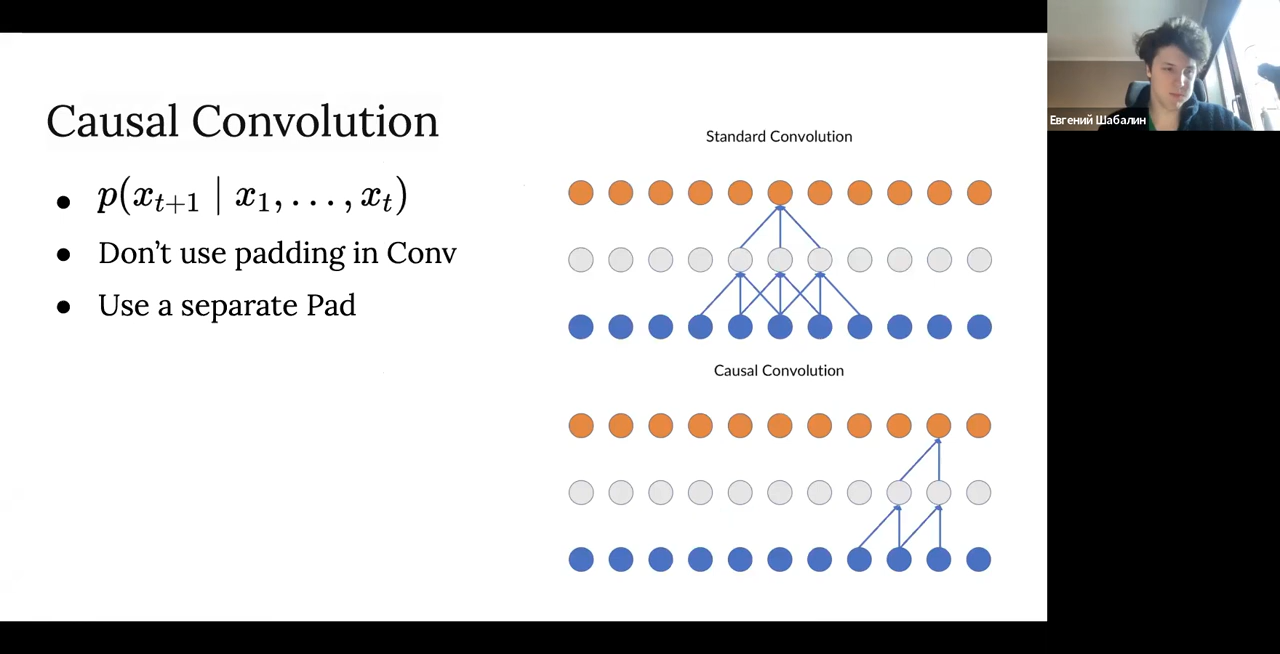 Causal Convolution
● p(x_{t+1} | x_1, . . . , x_t)
● Don’t use padding in Conv
● Use a separate Pad
Standard Convolution
Causal Convolution
Евгений Шабалин